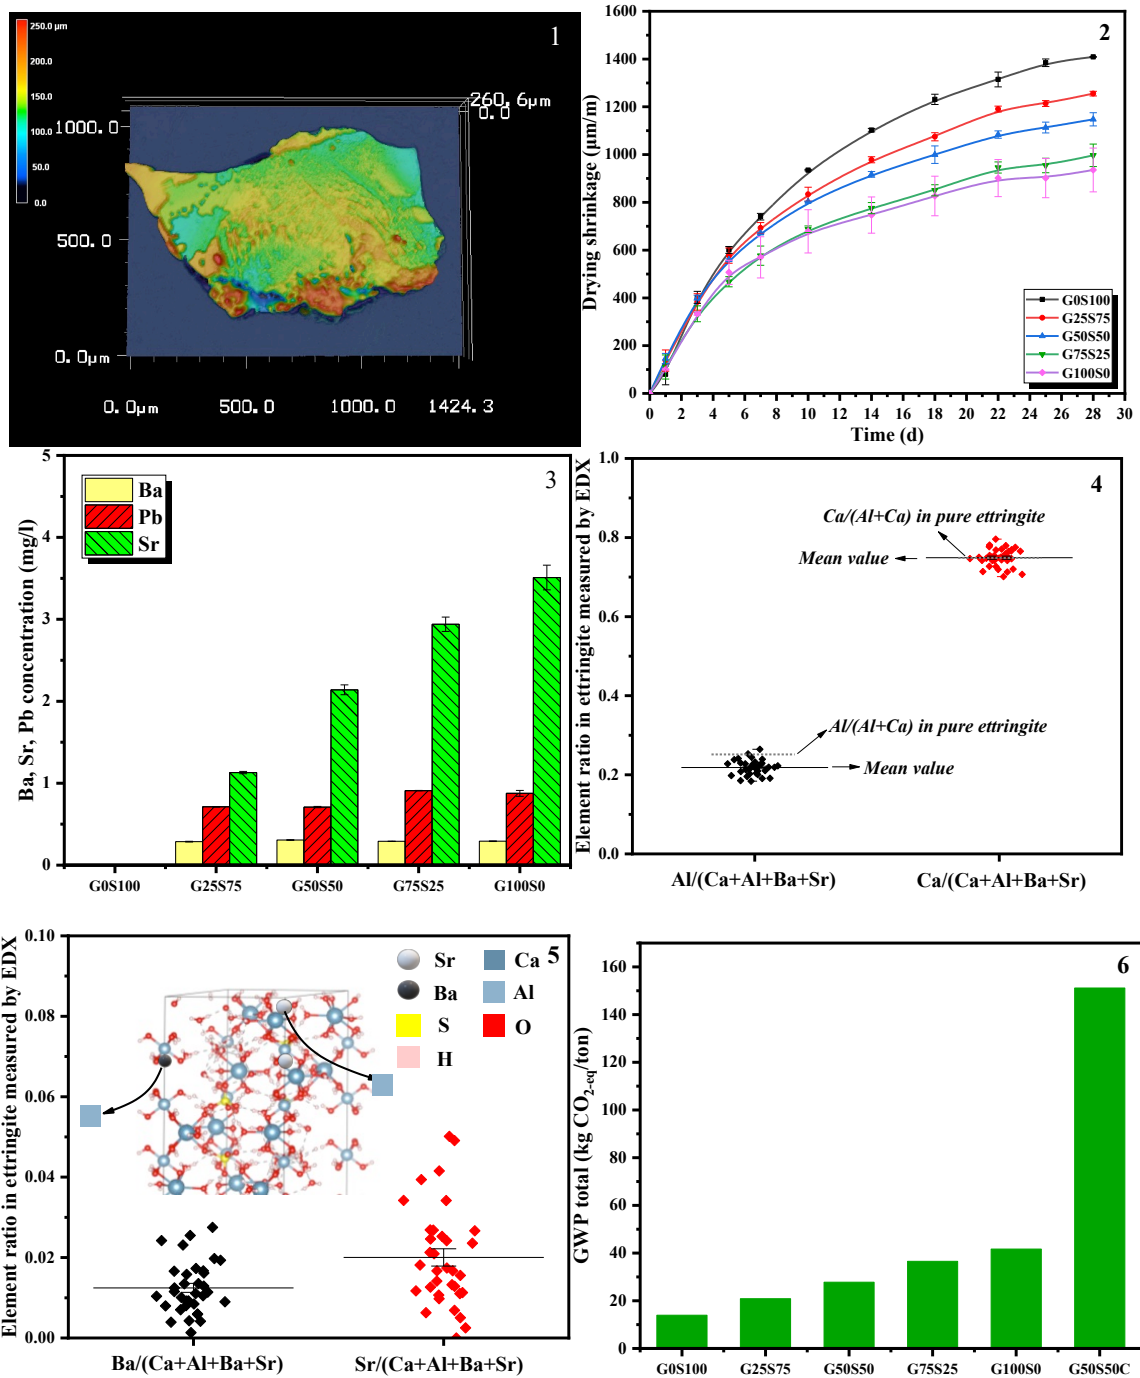 1
250.0 μm
200.0
150.0
100.0
50.0
0.0
260.6μm
0.0
1000.0
500.0
0.0μm
0.0μm
500.0
1000.0
1424.3
2
Drying shrinkage (μm/m)
1600
1400
1200
1000
800
600
400
200
0
G0S100
G25S75
G50S50
G75S25
G100S0
0 2 4 6 8 10 12 14 16 18 20 22 24 26 28 30
Time (d)
3
Ba, Sr, Pb concentration (mg/l)
5
4
3
2
1
0
Ba
Pb
Sr
G0S100 G25S75 G50S50 G75S25 G100S0
4
Element ratio in ettringite measured by EDX
1.0
0.8
0.6
0.4
0.2
0.0
Ca/(Al+Ca) in pure ettringite
Mean value
Al/(Al+Ca) in pure ettringite
Mean value
Al/(Ca+Al+Ba+Sr) Ca/(Ca+Al+Ba+Sr)
5
Element ratio in ettringite measured by EDX
0.10
0.08
0.06
0.04
0.02
0.00
Sr Ca
Ba Al
S O
H
Ba/(Ca+Al+Ba+Sr) Sr/(Ca+Al+Ba+Sr)
6
GWP total (kg CO2-eq/ton)
160
140
120
100
80
60
40
20
0
G0S100 G25S75 G50S50 G75S25 G100S0 G50S50C